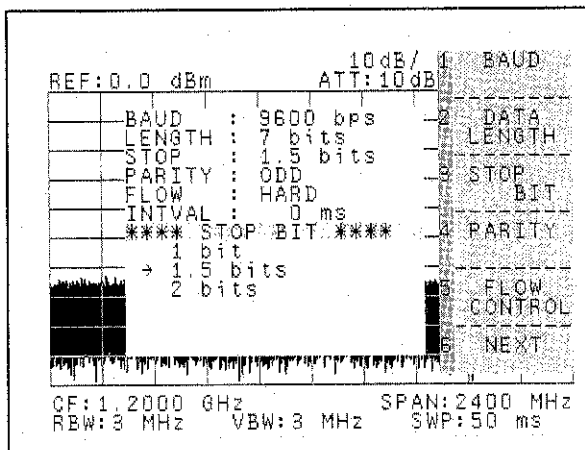 10dB/
REF:0.0 dBm ATT:10dB
BAUD : 9600 bps
LENGTH : 7 bits
STOP : 1.5 bits
PARITY : ODD
FLOW : HARD
INTVAL : 0 ms
**** STOP BIT ****
1 bit
→ 1.5 bits
2 bits
CF:1.2000 GHz SPAN:2400 MHz
RBW:3 MHz VBW:3 MHz SWP:50 ms
1 BAUD
2 DATA
LENGTH
3 STOP
BIT
4 PARITY
5 FLOW
CONTROL
6 NEXT